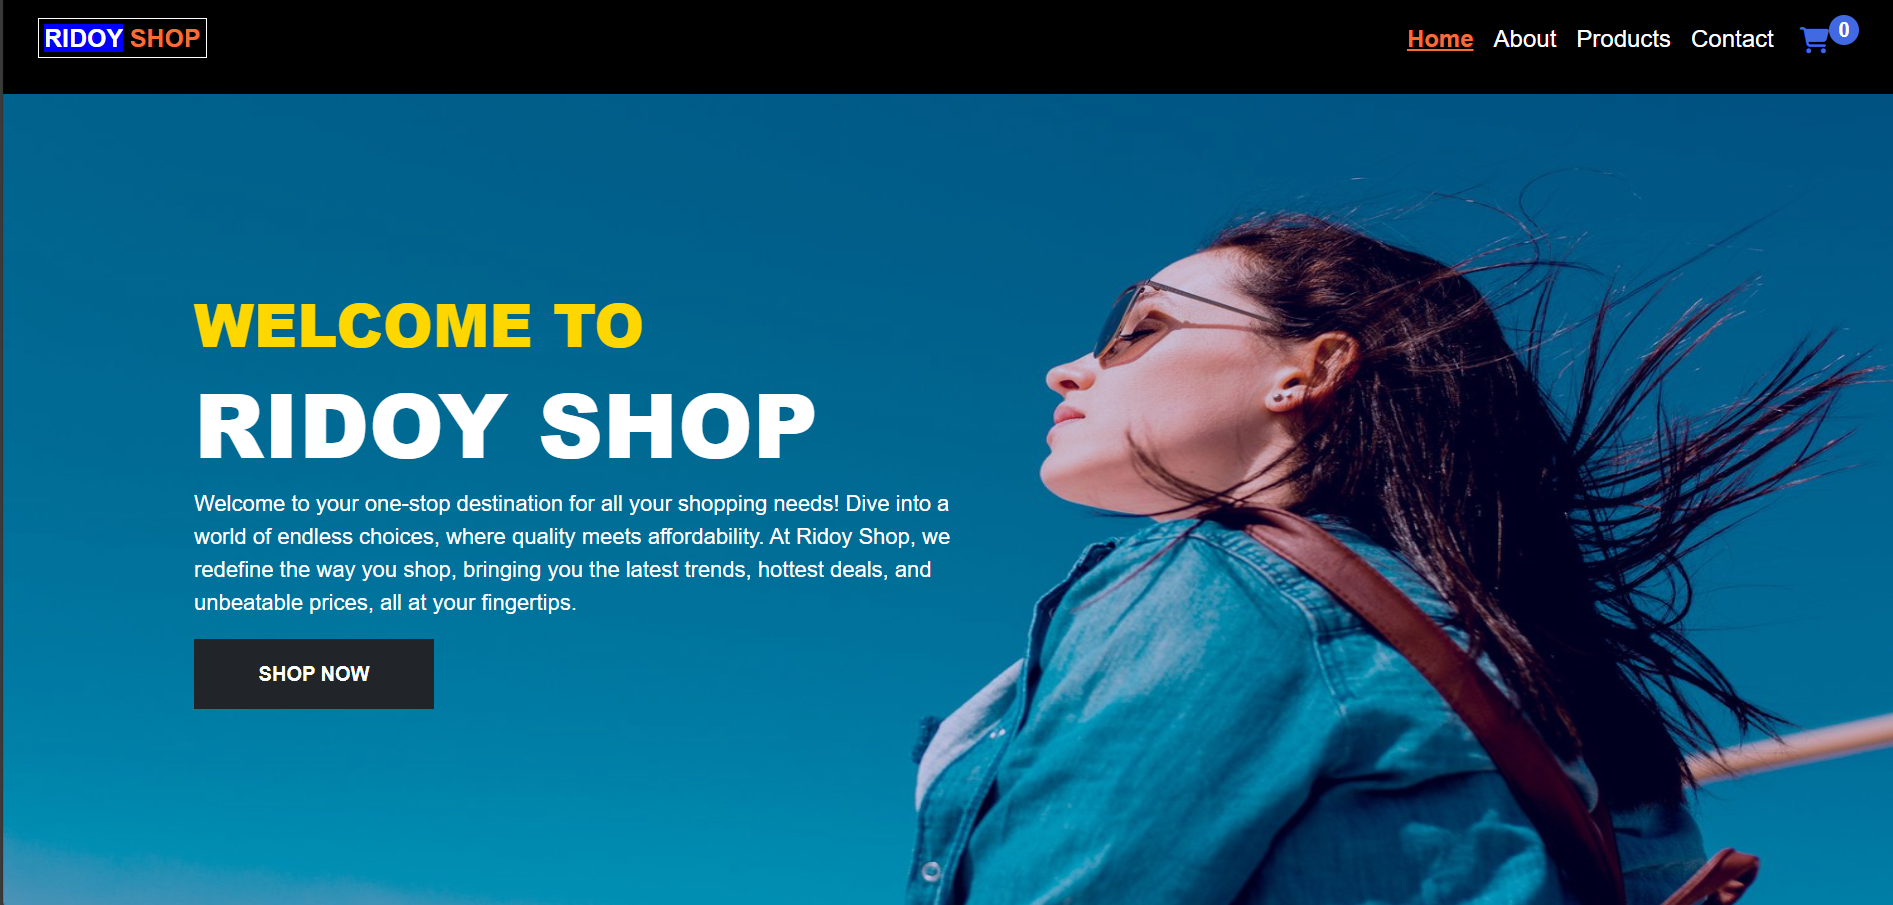 RIDOY SHOP
Home About Products Contact 0
WELCOME TO
RIDOY SHOP
Welcome to your one-stop destination for all your shopping needs! Dive into a
world of endless choices, where quality meets affordability. At Ridoy Shop, we
redefine the way you shop, bringing you the latest trends, hottest deals, and
unbeatable prices, all at your fingertips.
SHOP NOW